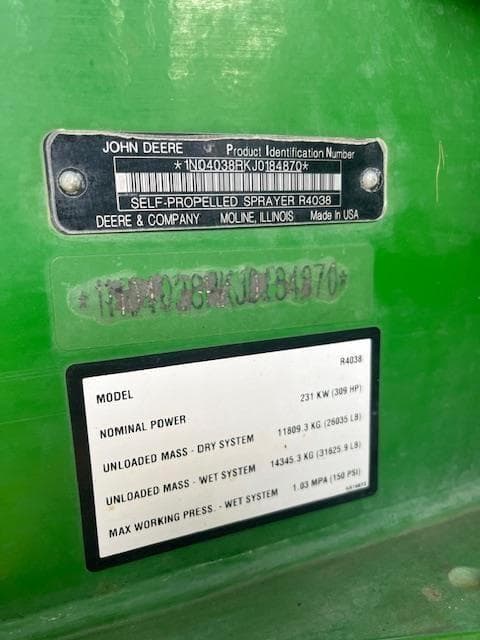 JOHN DEERE Product Identification Number
*1N04038RKJ0184870*
SELF-PROPELLED SPRAYER R4038
DEERE & COMPANY MOLINE, ILLINOIS Made In USA
*1N04038RKJ0184870*
MODEL R4038
NOMINAL POWER 231 KW (309 HP)
UNLOADED MASS - DRY SYSTEM 11809.3 KG (26035 LB)
UNLOADED MASS - WET SYSTEM 14345.3 KG (31625.9 LB)
MAX WORKING PRESS. - WET SYSTEM 1.03 MPA (150 PSI)